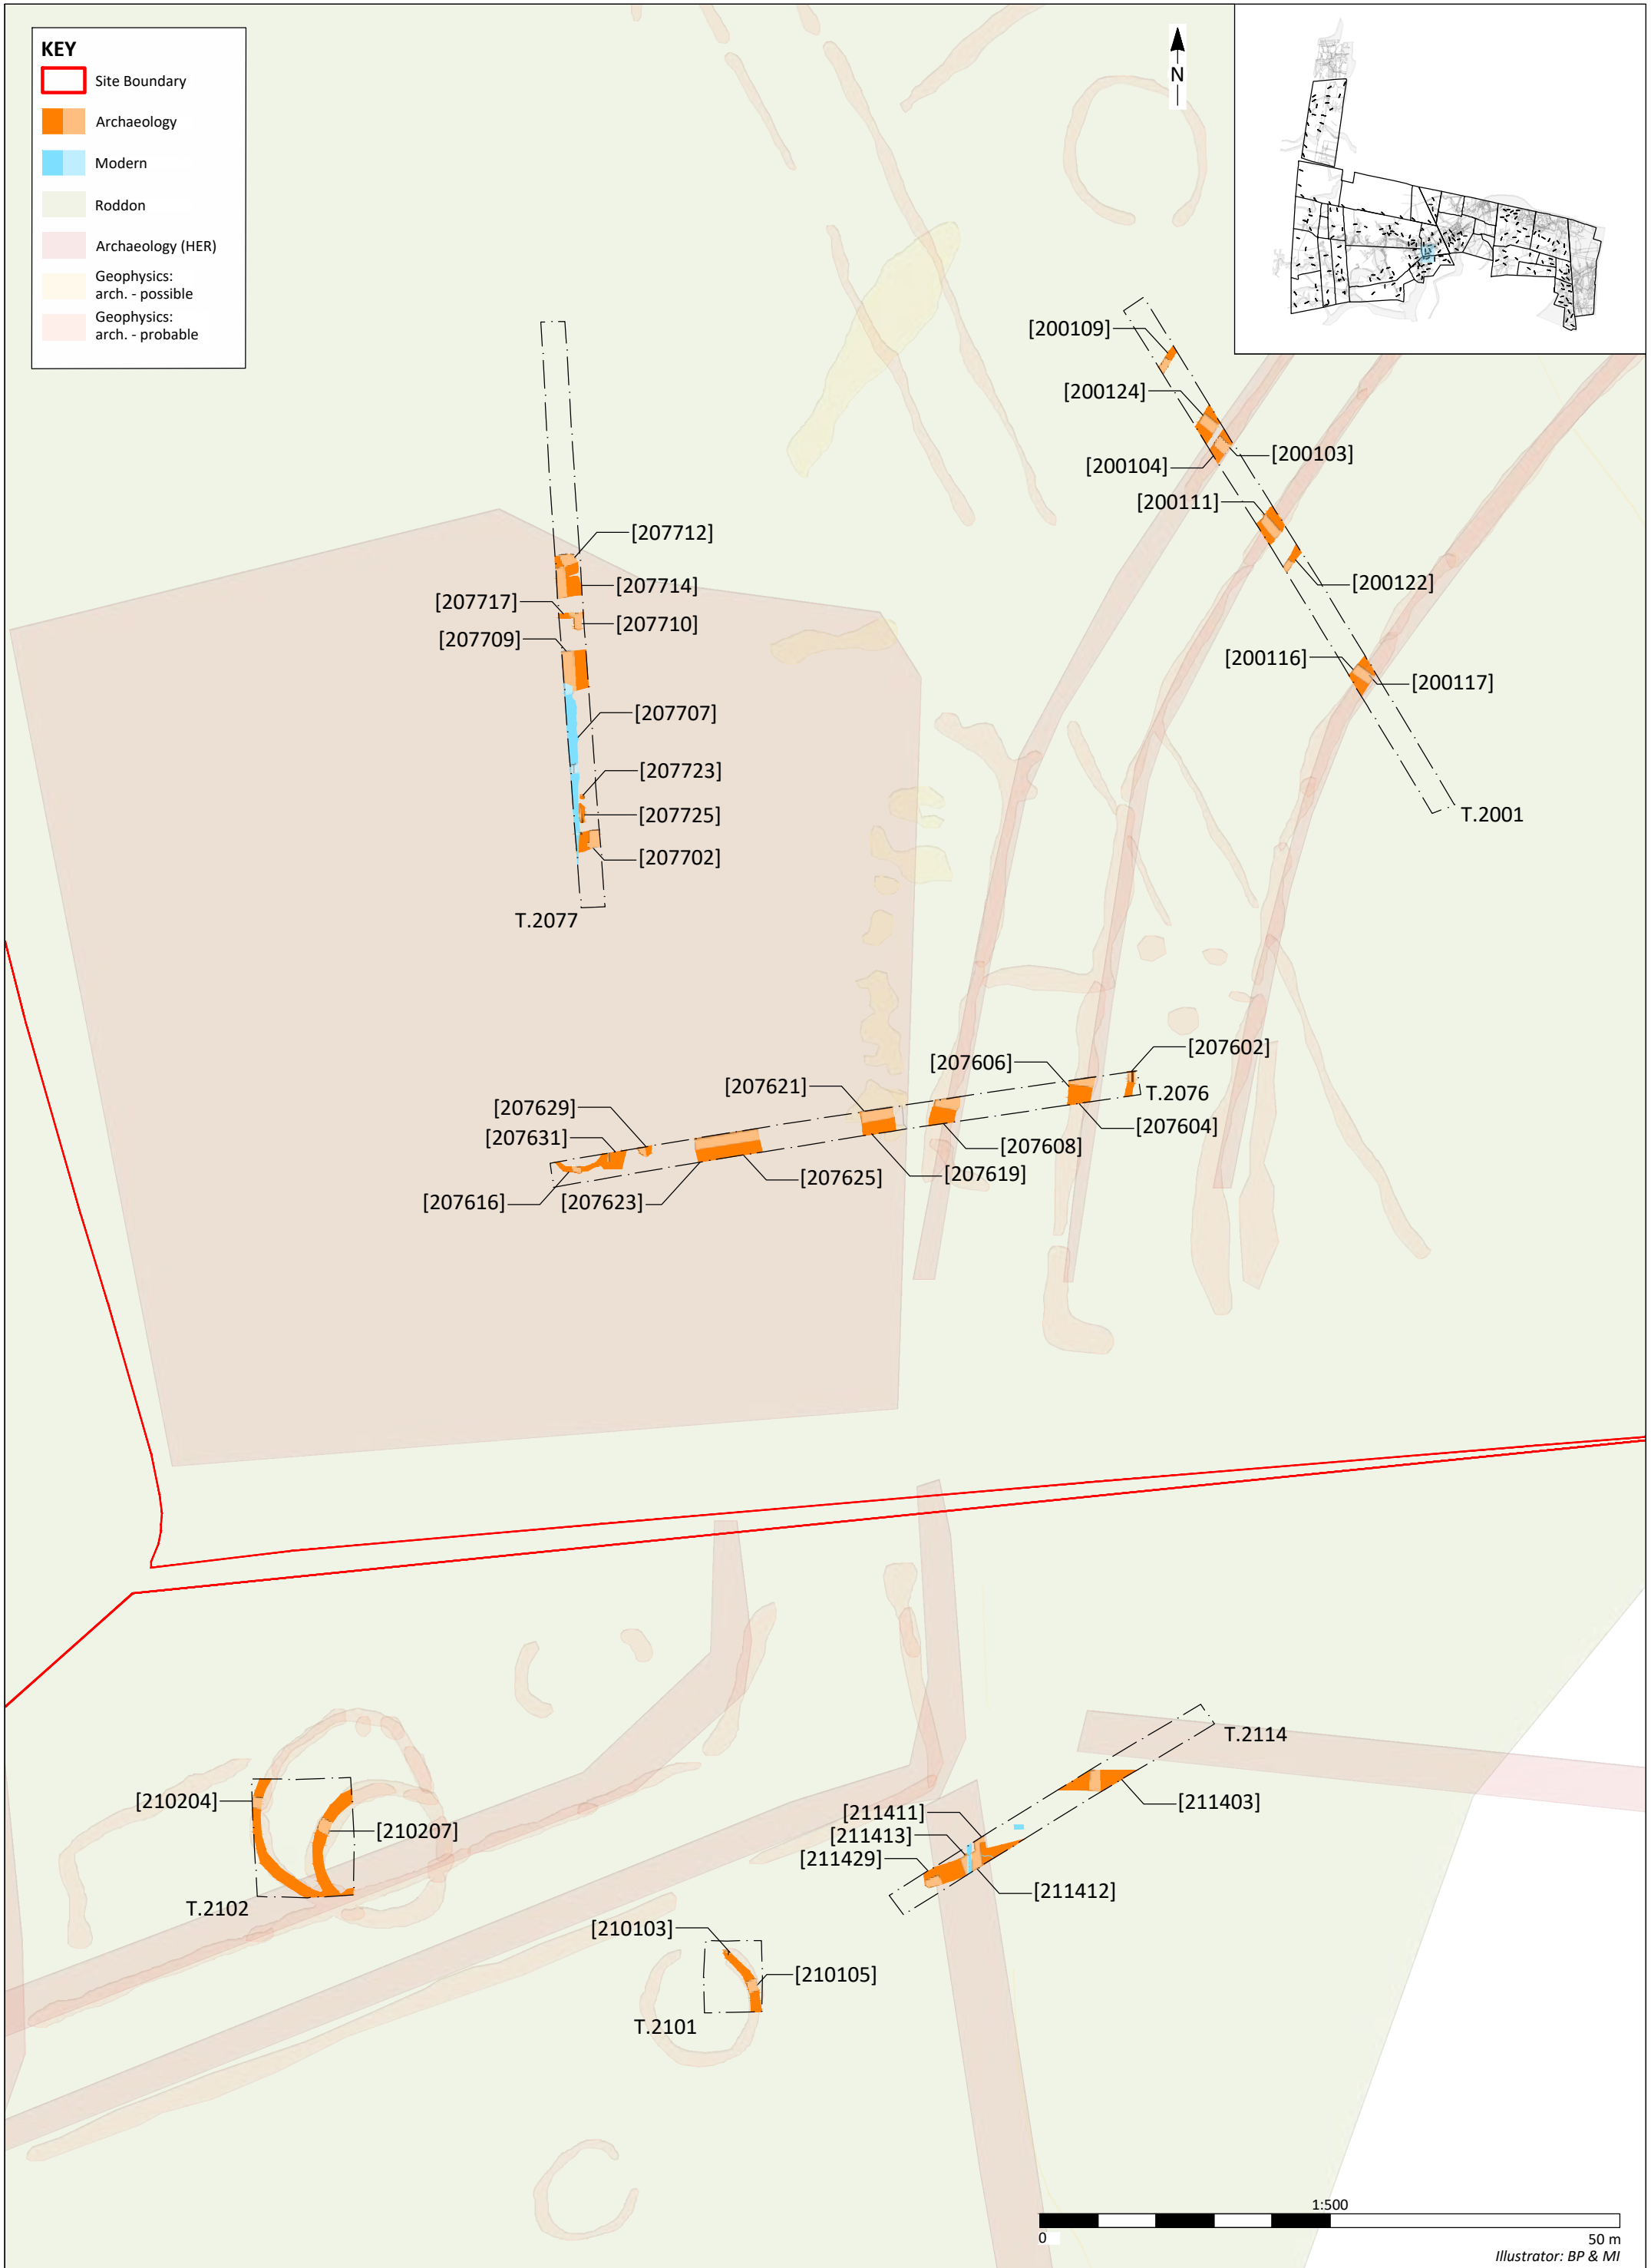 KEY
Site Boundary
Archaeology
Modern
Roddon
Archaeology (HER)
Geophysics:
arch. - possible
Geophysics:
arch. - probable
N
[200109]
[200124]
[200103]
[200104]
[200111]
[200122]
[200116]
[200117]
T.2001
[207712]
[207714]
[207717]
[207710]
[207709]
[207707]
[207723]
[207725]
[207702]
T.2077
[207602]
[207606]
[207621]
T.2076
[207629]
[207604]
[207631]
[207608]
[207619]
[207625]
[207616]
[207623]
T.2114
[210204]
[211403]
[211411]
[210207]
[211413]
[211429]
[211412]
T.2102
[210103]
[210105]
T.2101
1:500
0
50 m
Illustrator: BP & MI